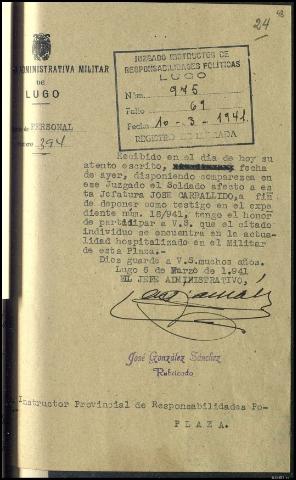 48
24
ADMINISTRATIVA MILITAR
DE
LUGO
JUZGADO INSTRUCTOR DE
RESPONSABILIDADES POLÍTICAS
LUGO
Núm. 945
Folio 69
Fecha 10-3-1941.
REGISTRO DE ENTRADA
PERSONAL
394
Recibido en el dia de hoy su
atento escrito, fecha
de ayer, disponiendo comparezca en
ese Juzgado el Soldado afecto a es
ta Jefatura JOSE CARBALLIDO, a fin
de deponer como testigo en el expe
diente núm. 16/941, tengo el honor
de participar a V.S. que el citado
individuo se encuentra en la actua
lidad hospitalizado en el Militar
de esta Plaza.-
Dios guarde a V.S.muchos años.
Lugo 6 de Marzo de 1.941
EL JEFE ADMINISTRATIVO,
José González Sánchez
Rubricado
Instructor Provincial de Responsabilidades Po-
PLAZA.